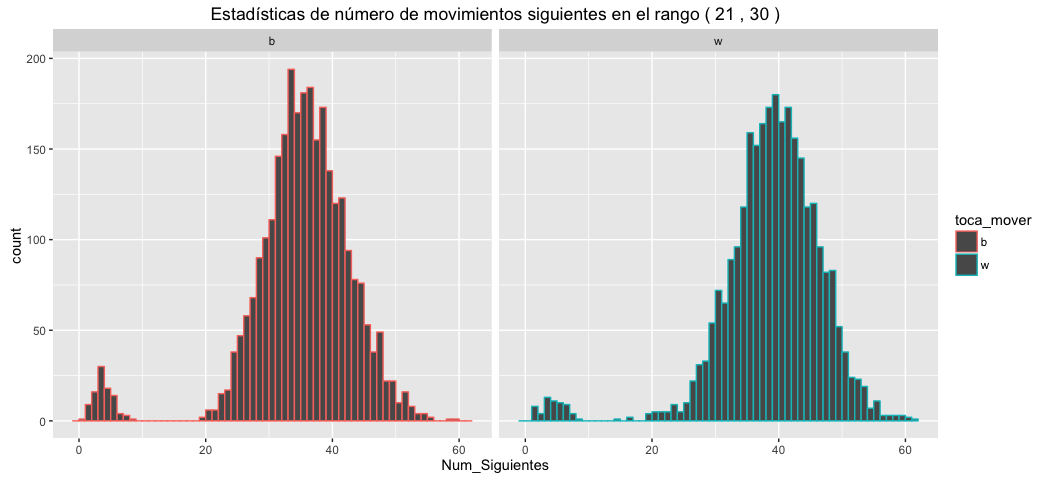 Estadísticas de número de movimientos siguientes en el rango ( 21 , 30 )
b
w
200
150
100
50
0
count
0
20
40
60
0
20
40
60
Num_Siguientes
toca_mover
b
w